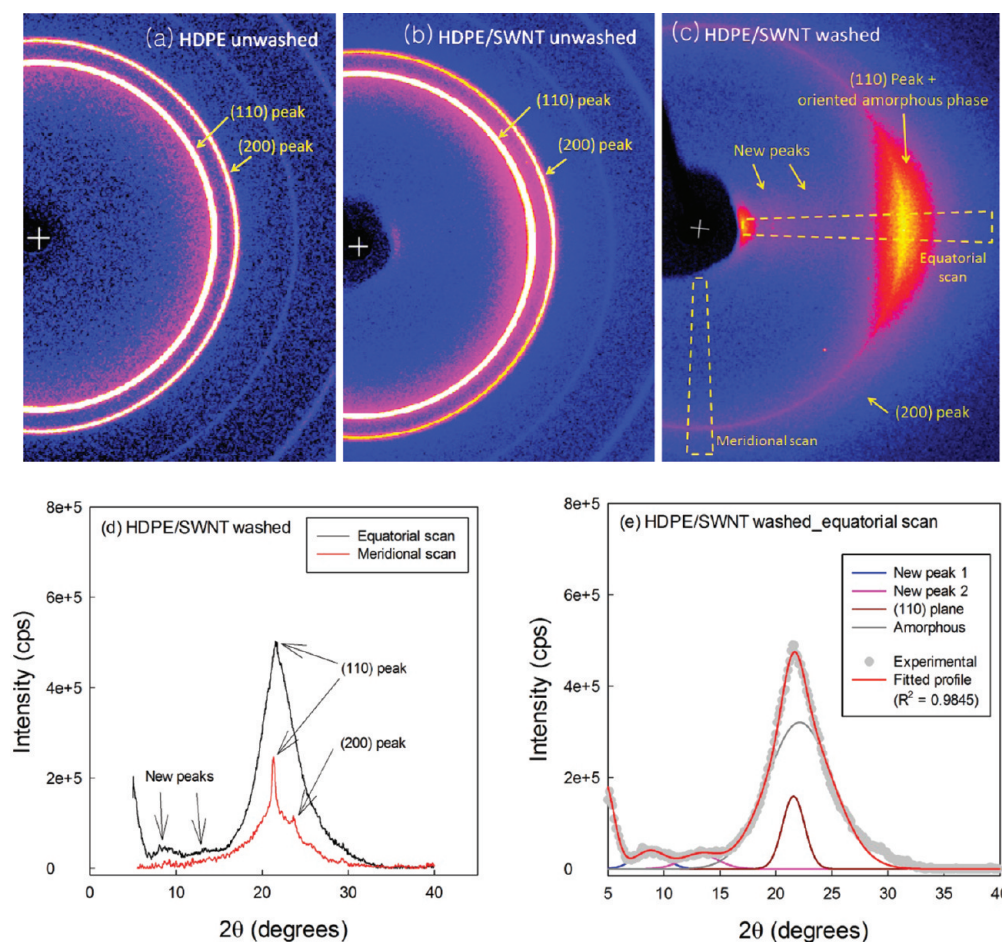 (a) HDPE unwashed
(110) peak
(200) peak
(b) HDPE/SWNT unwashed
(110) peak
(200) peak
(c) HDPE/SWNT washed
(110) Peak +
oriented amorphous phase
New peaks
Equatorial
scan
(200) peak
Meridional scan
(d) HDPE/SWNT washed
Equatorial scan
Meridional scan
(110) peak
(200) peak
New peaks
8e+5
6e+5
4e+5
2e+5
0
Intensity (cps)
0 10 20 30 40
2θ (degrees)
(e) HDPE/SWNT washed_equatorial scan
New peak 1
New peak 2
(110) plane
Amorphous
Experimental
Fitted profile
(R² = 0.9845)
8e+5
6e+5
4e+5
2e+5
0
Intensity (cps)
5 10 15 20 25 30 35 40
2θ (degrees)